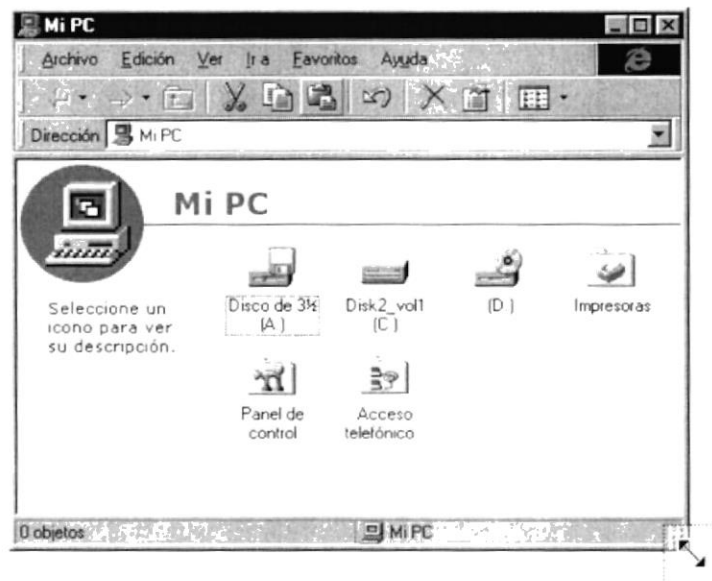 Mi PC
Archivo Edición Ver Ir a Favoritos Ayuda
Dirección Mi PC
Mi PC
Seleccione un
icono para ver
su descripción.
Disco de 3½
(A )
Disk2_vol1
(C )
(D )
Impresoras
Panel de
control
Acceso
telefónico
0 objetos Mi PC